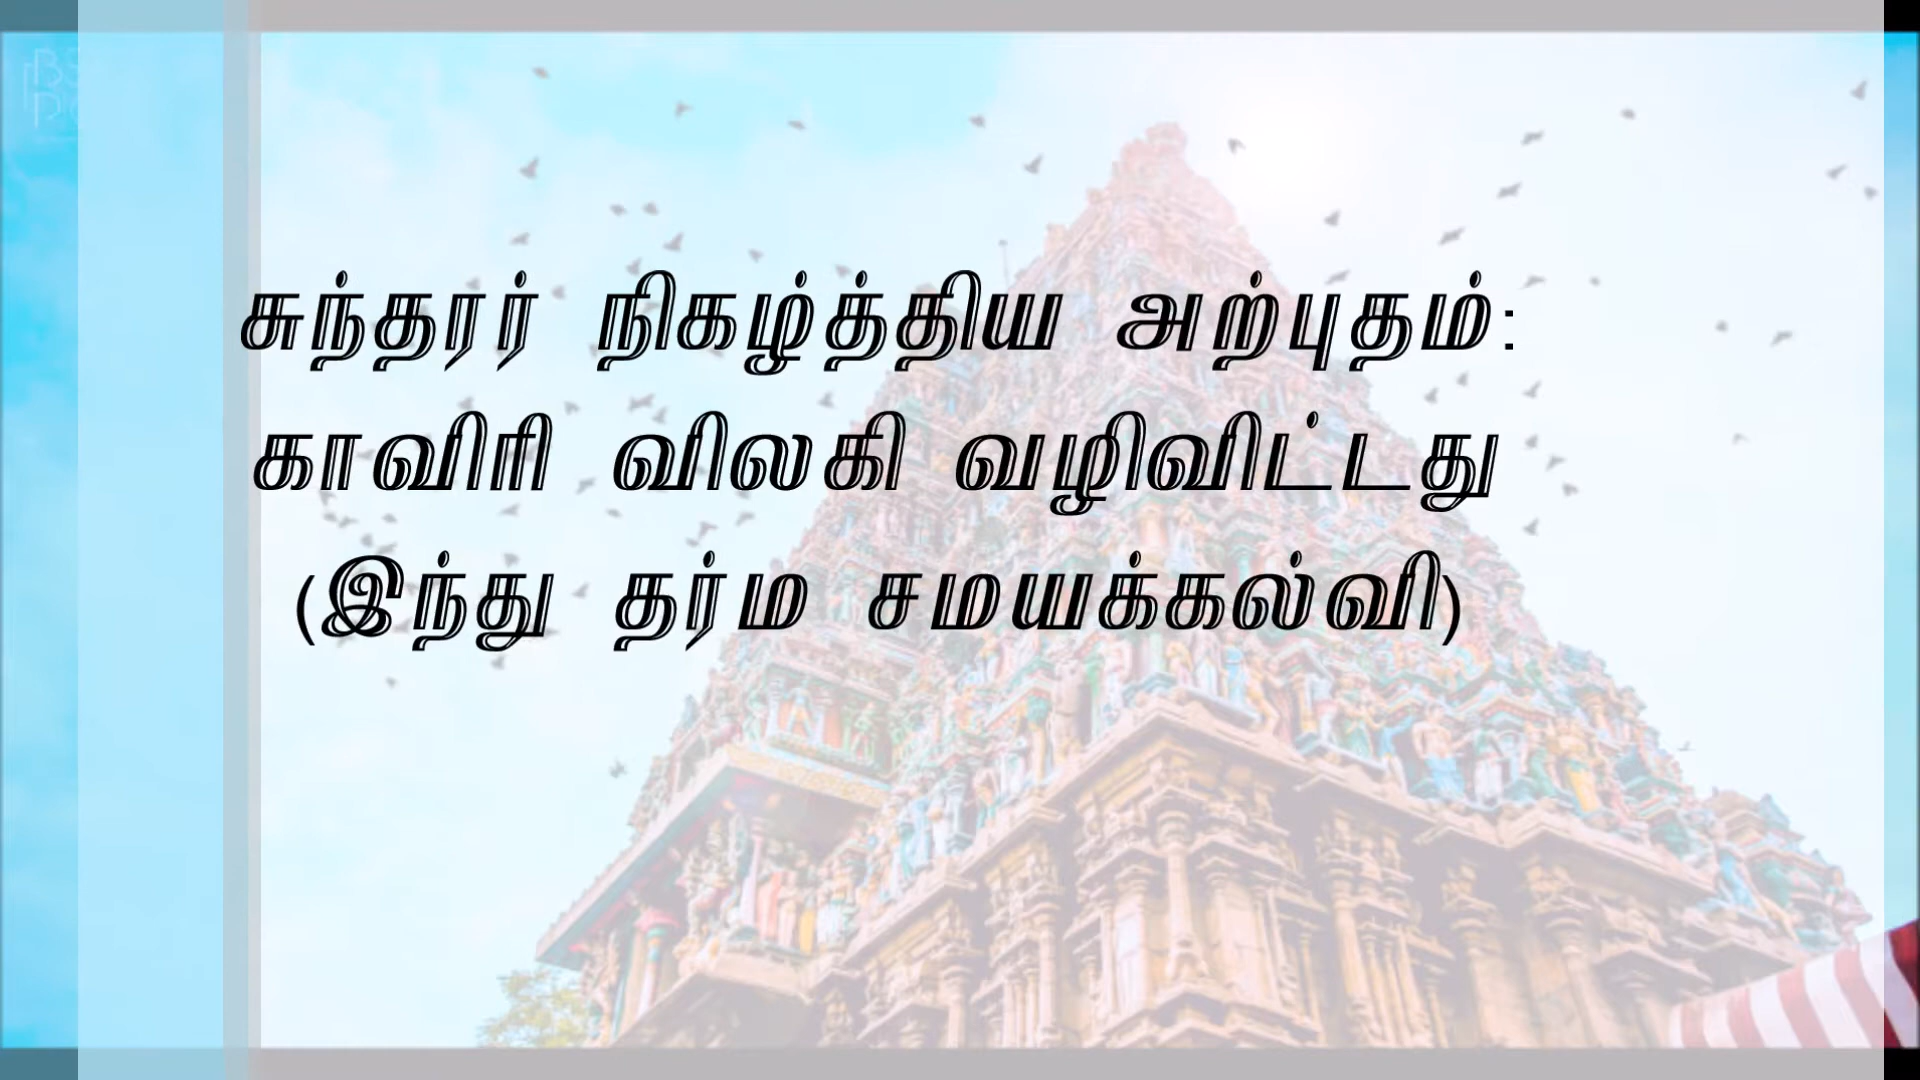 சுந்தரர் நிகழ்த்திய அற்புதம்:
காவிரி விலகி வழிவிட்டது
(இந்து தர்ம சமயக்கல்வி)